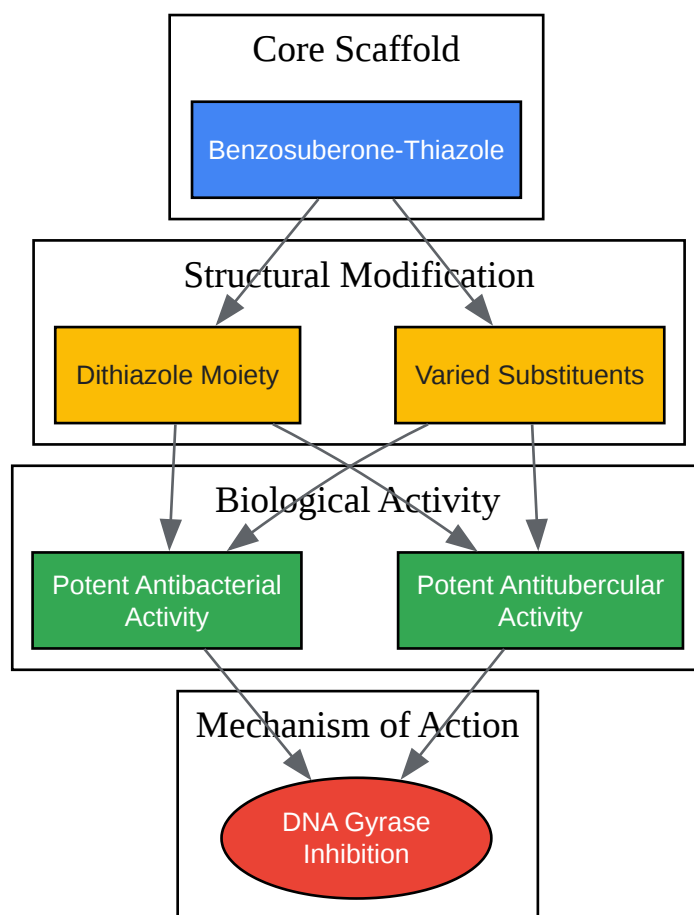 Core Scaffold
Benzosuberone-Thiazole
Structural Modification
Dithiazole Moiety
Varied Substituents
Biological Activity
Potent Antibacterial
Activity
Potent Antitubercular
Activity
Mechanism of Action
DNA Gyrase
Inhibition